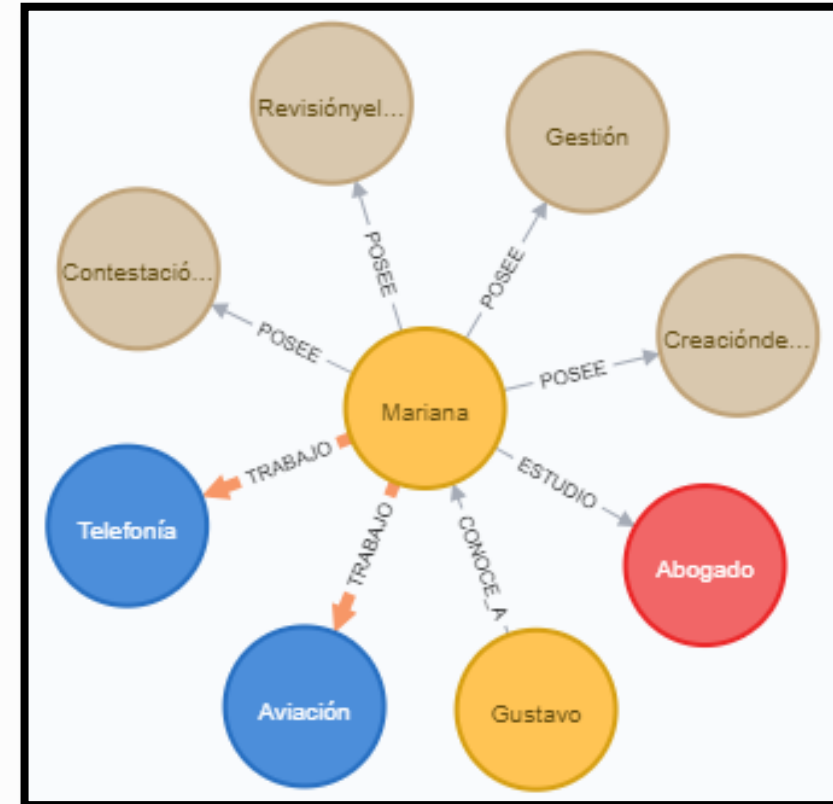 Revisiónyel...
Gestión
Contestació...
Creaciónde...
POSEE
POSEE
POSEE
POSEE
Mariana
TRABAJO
ESTUDIO
Telefonía
TRABAJO
CONOCE_A
Abogado
Aviación
Gustavo